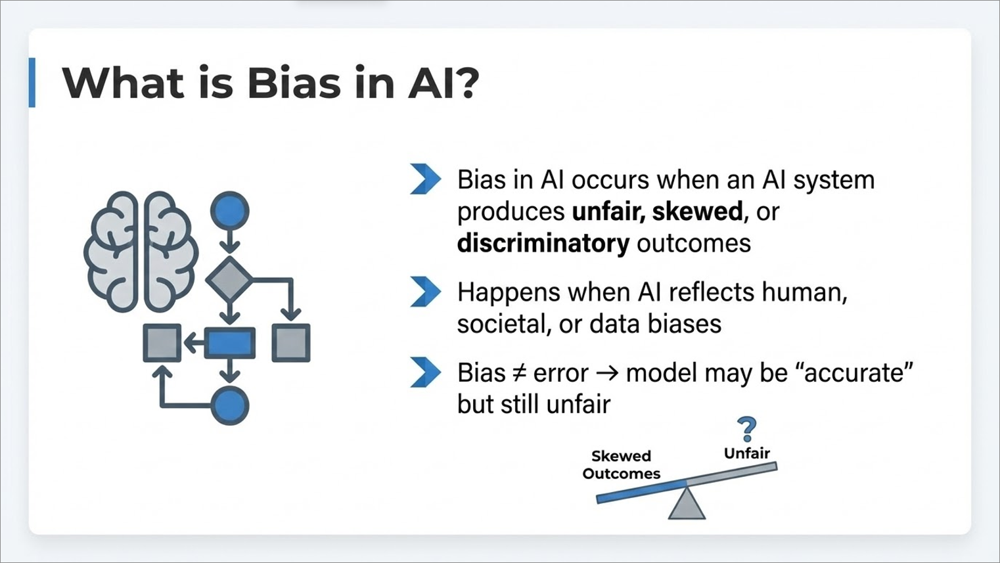 What is Bias in AI?
Bias in AI occurs when an AI system
produces unfair, skewed, or
discriminatory outcomes
Happens when AI reflects human,
societal, or data biases
Bias ≠ error → model may be “accurate”
but still unfair
?
Skewed
Outcomes
Unfair